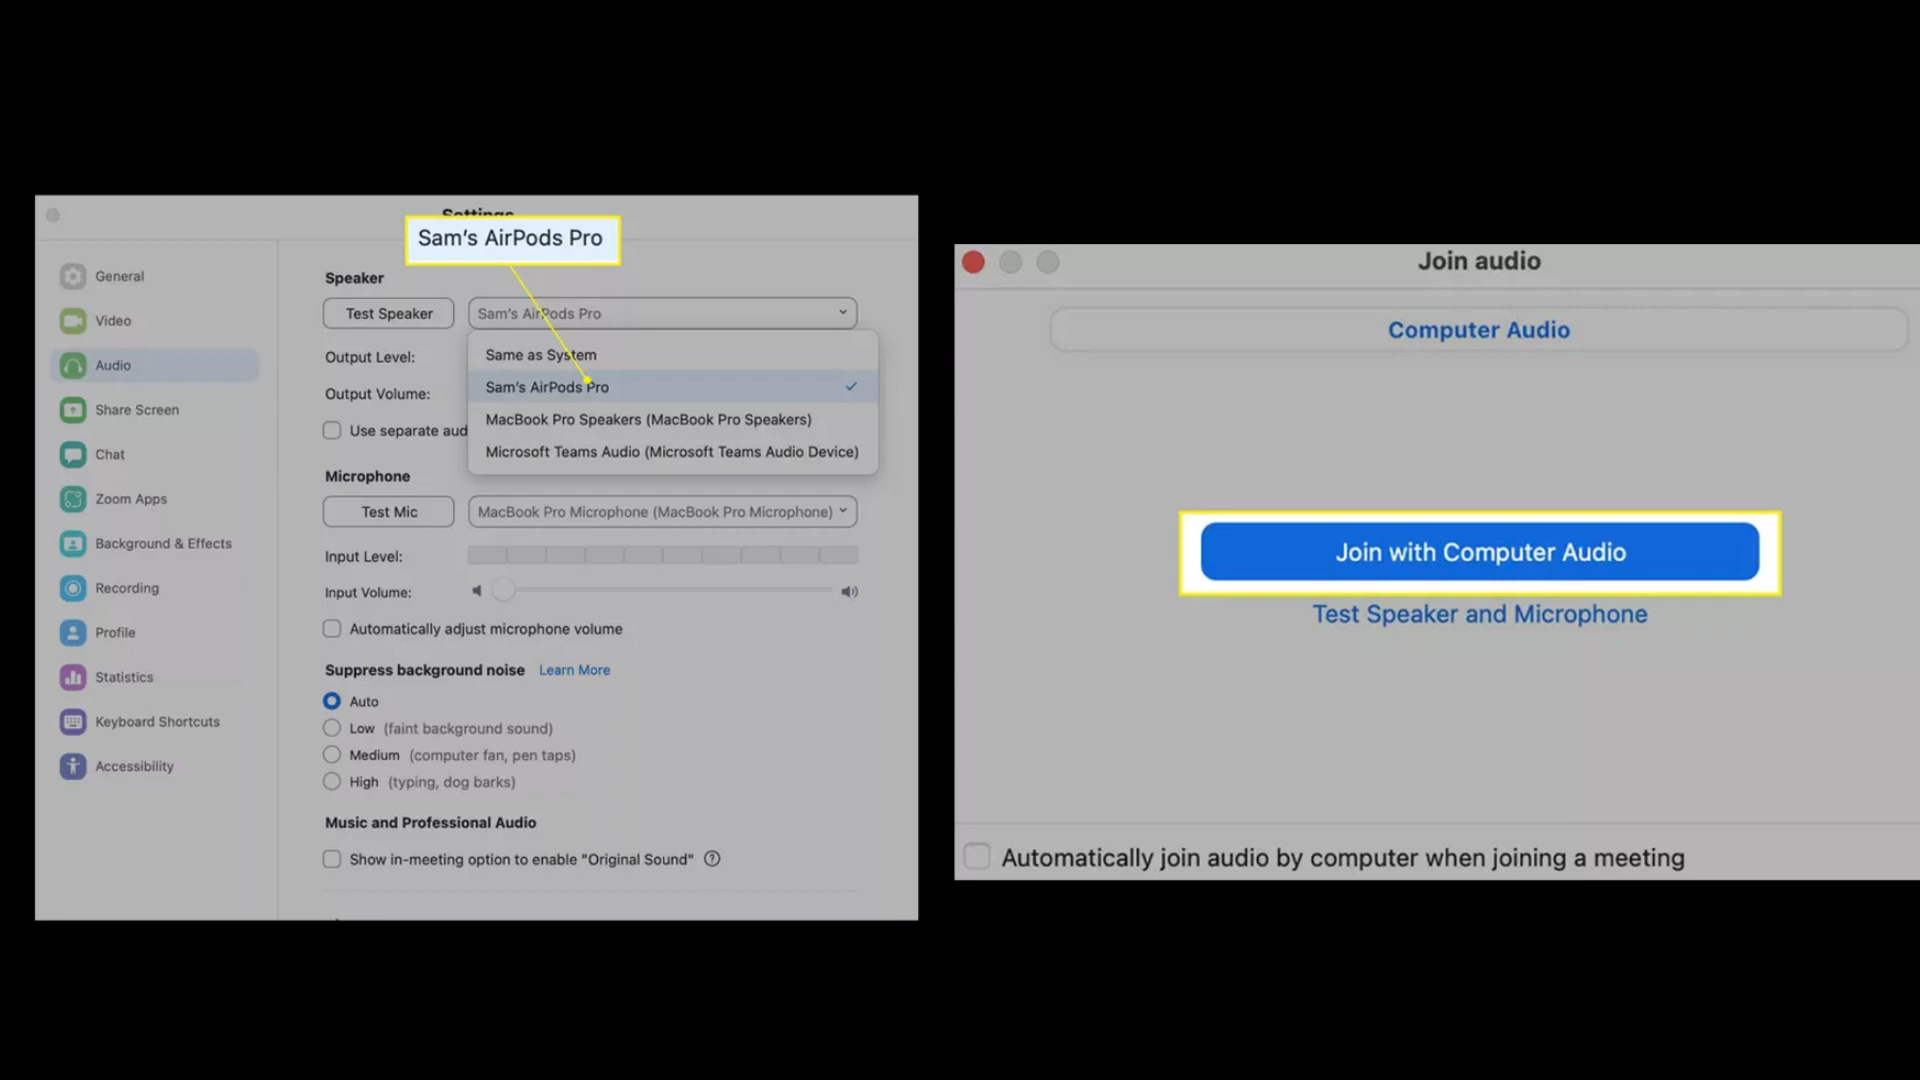 Settings
Sam's AirPods Pro
General
Video
Audio
Share Screen
Chat
Zoom Apps
Background & Effects
Recording
Profile
Statistics
Keyboard Shortcuts
Accessibility
Speaker
Test Speaker
Sam's AirPods Pro
Same as System
Sam's AirPods Pro
MacBook Pro Speakers (MacBook Pro Speakers)
Microsoft Teams Audio (Microsoft Teams Audio Device)
Output Level:
Output Volume:
Use separate aud
Microphone
Test Mic
MacBook Pro Microphone (MacBook Pro Microphone)
Input Level:
Input Volume:
Automatically adjust microphone volume
Suppress background noise Learn More
Auto
Low (faint background sound)
Medium (computer fan, pen taps)
High (typing, dog barks)
Music and Professional Audio
Show in-meeting option to enable "Original Sound" ?
Join audio
Computer Audio
Join with Computer Audio
Test Speaker and Microphone
Automatically join audio by computer when joining a meeting